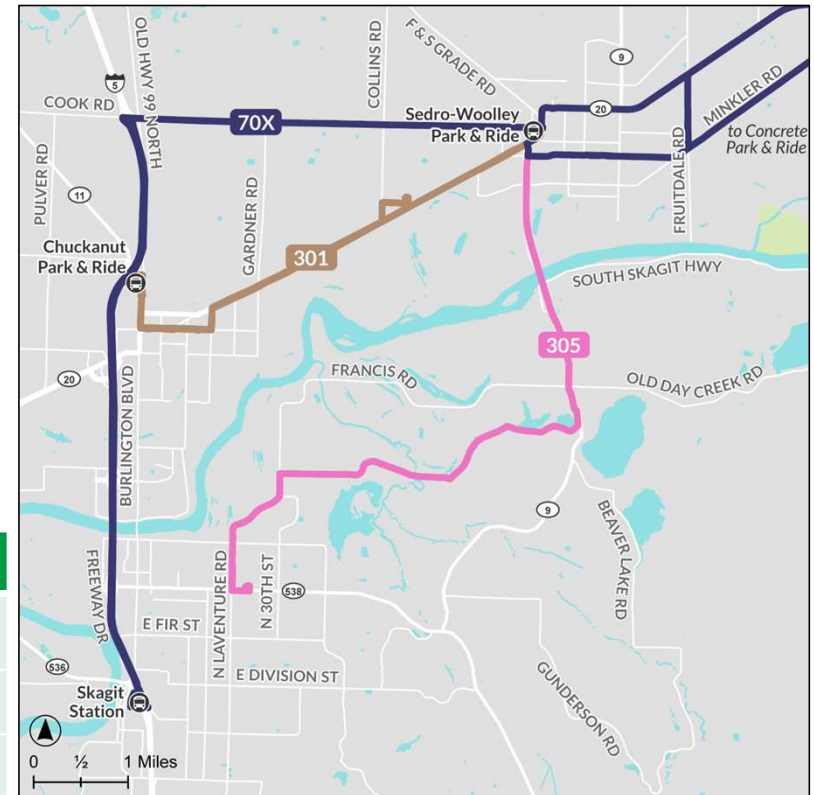 OLD HWY 99 NORTH
COLLINS RD
F & S GRADE RD
9
5
COOK RD
70X
Sedro-Woolley
Park & Ride
20
MINKLER RD
to Concrete
Park & Ride
PULVER RD
11
GARDNER RD
FRUITDALE RD
Chuckanut
Park & Ride
301
SOUTH SKAGIT HWY
305
20
FRANCIS RD
OLD DAY CREEK RD
BURLINGTON BLVD
9
BEAVER LAKE RD
FREEWAY DR
N LAVENTURE RD
N 30TH ST
538
E FIR ST
536
E DIVISION ST
GUNDERSON RD
Skagit
Station
0 ½ 1 Miles